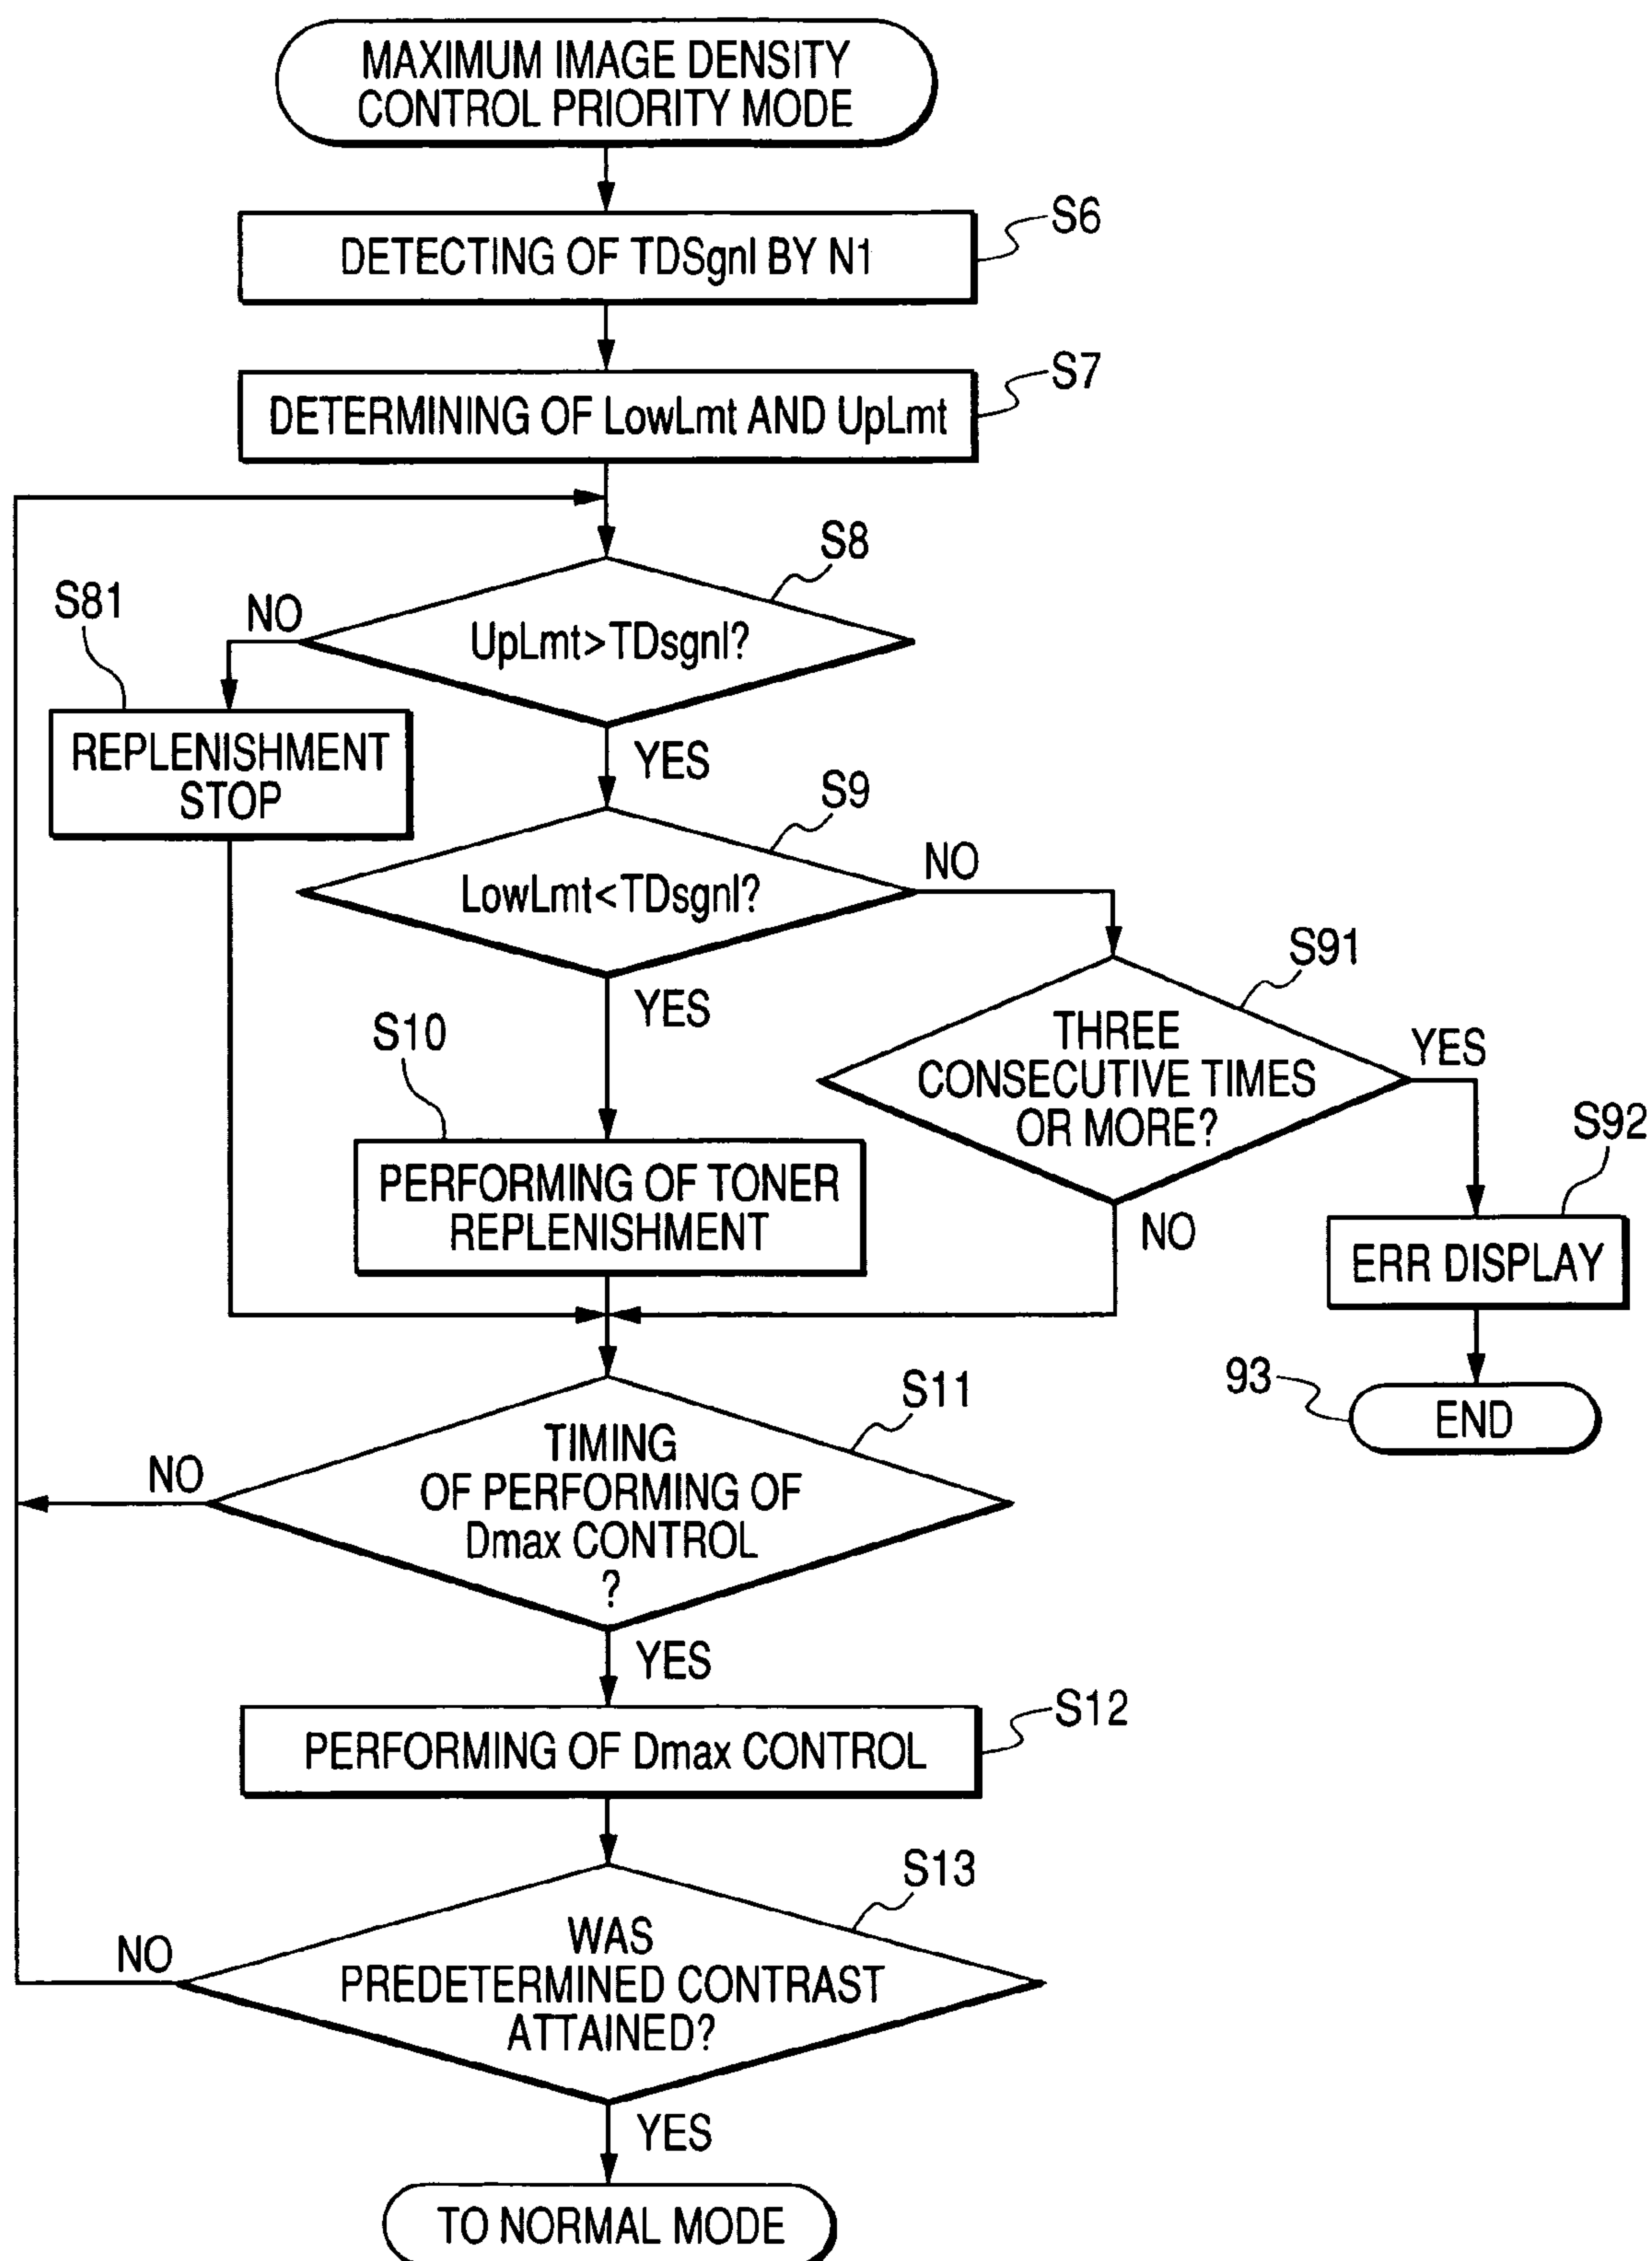 MAXIMUM IMAGE DENSITY
CONTROL PRIORITY MODE
S6
DETECTING OF TDSgnl BY N1
S7
DETERMINING OF LowLmt AND UpLmt
S8
UpLmt>TDsgnl?
NO
YES
S81
REPLENISHMENT
STOP
S9
LowLmt<TDsgnl?
NO
YES
S91
THREE
CONSECUTIVE TIMES
OR MORE?
YES
NO
S10
PERFORMING OF TONER
REPLENISHMENT
S92
ERR DISPLAY
93
END
S11
TIMING
OF PERFORMING OF
Dmax CONTROL
?
NO
YES
S12
PERFORMING OF Dmax CONTROL
S13
WAS
PREDETERMINED CONTRAST
ATTAINED?
NO
YES
TO NORMAL MODE